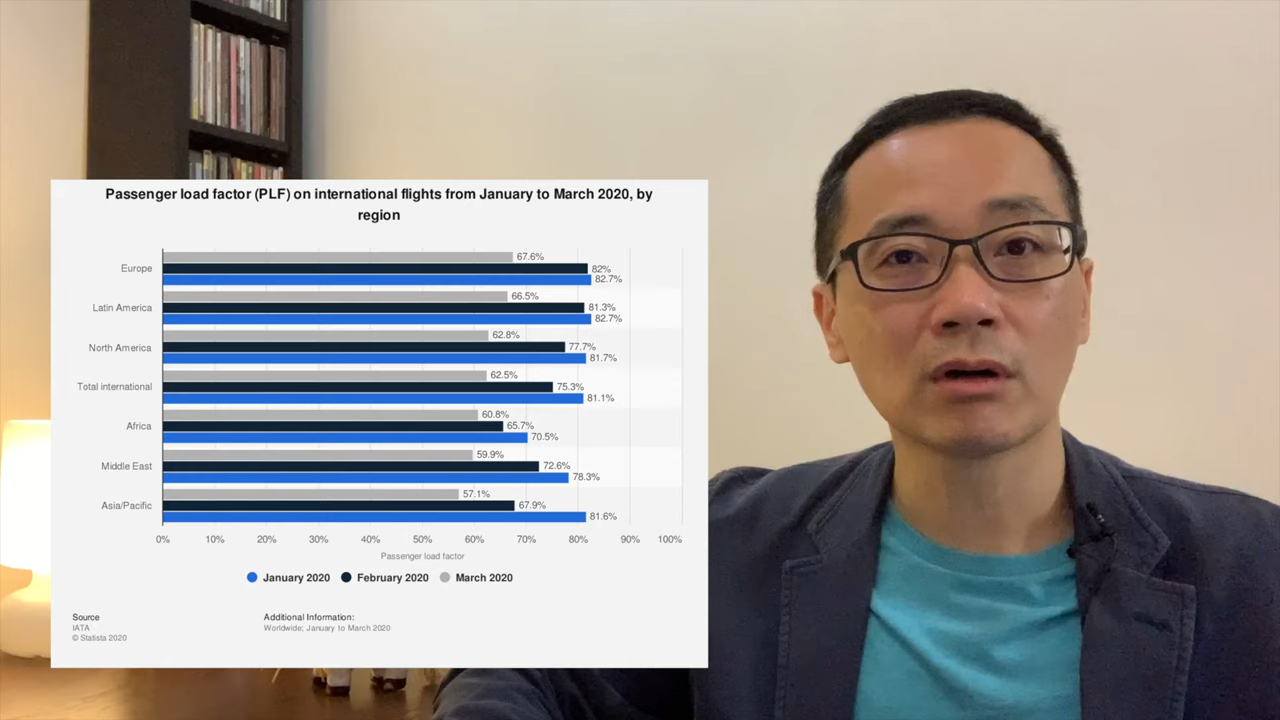 Passenger load factor (PLF) on international flights from January to March 2020, by
region
Europe
67.6%
82%
82.7%
Latin America
66.5%
81.3%
82.7%
North America
62.8%
77.7%
81.7%
Total international
62.5%
75.3%
81.1%
Africa
60.8%
65.7%
70.5%
Middle East
59.9%
72.6%
78.3%
Asia/Pacific
57.1%
67.9%
81.6%
0% 10% 20% 30% 40% 50% 60% 70% 80% 90% 100%
Passenger load factor
January 2020 February 2020 March 2020
Source
IATA
© Statista 2020
Additional Information:
Worldwide; January to March 2020